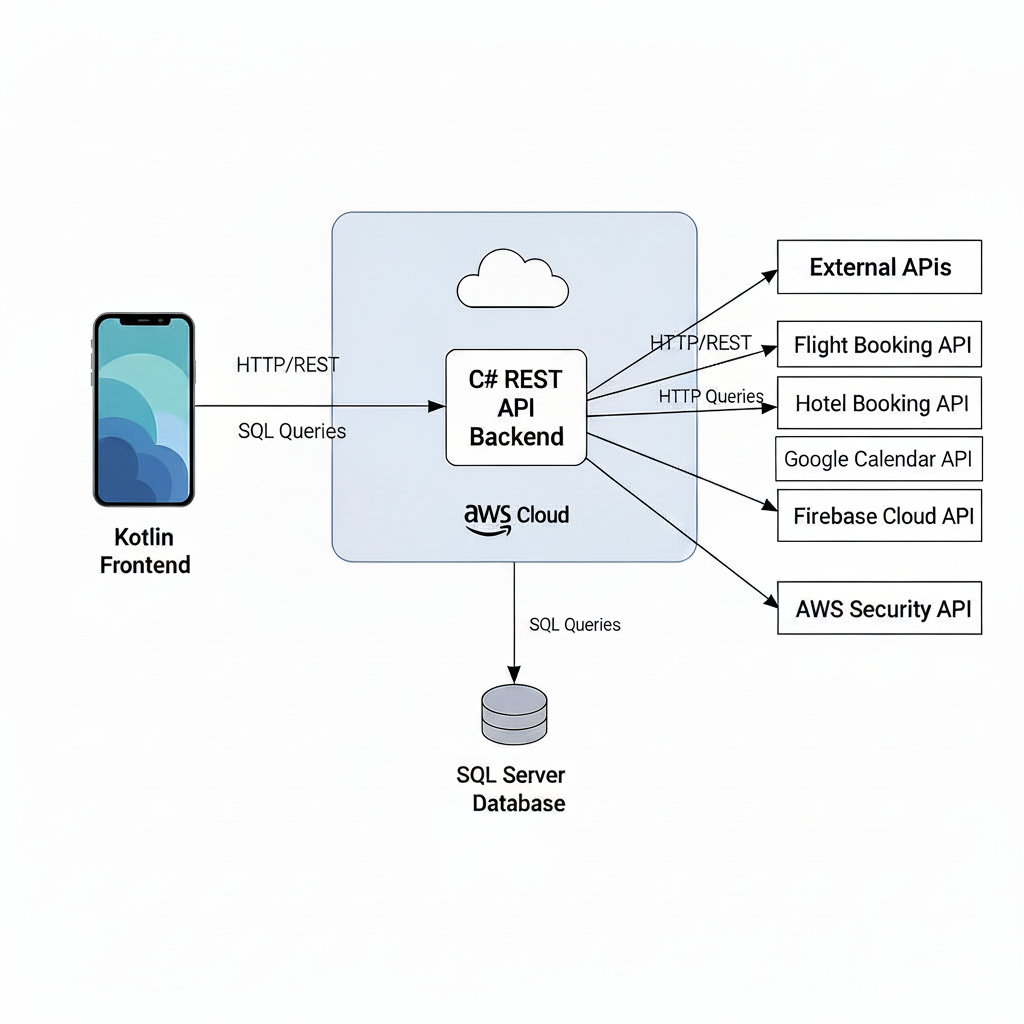 HTTP/REST
SQL Queries
Kotlin
Frontend
C# REST
API
Backend
aws Cloud
SQL Queries
SQL Server
Database
HTTP/REST
HTTP Queries
External APis
Flight Booking API
Hotel Booking API
Google Calendar API
Firebase Cloud API
AWS Security API